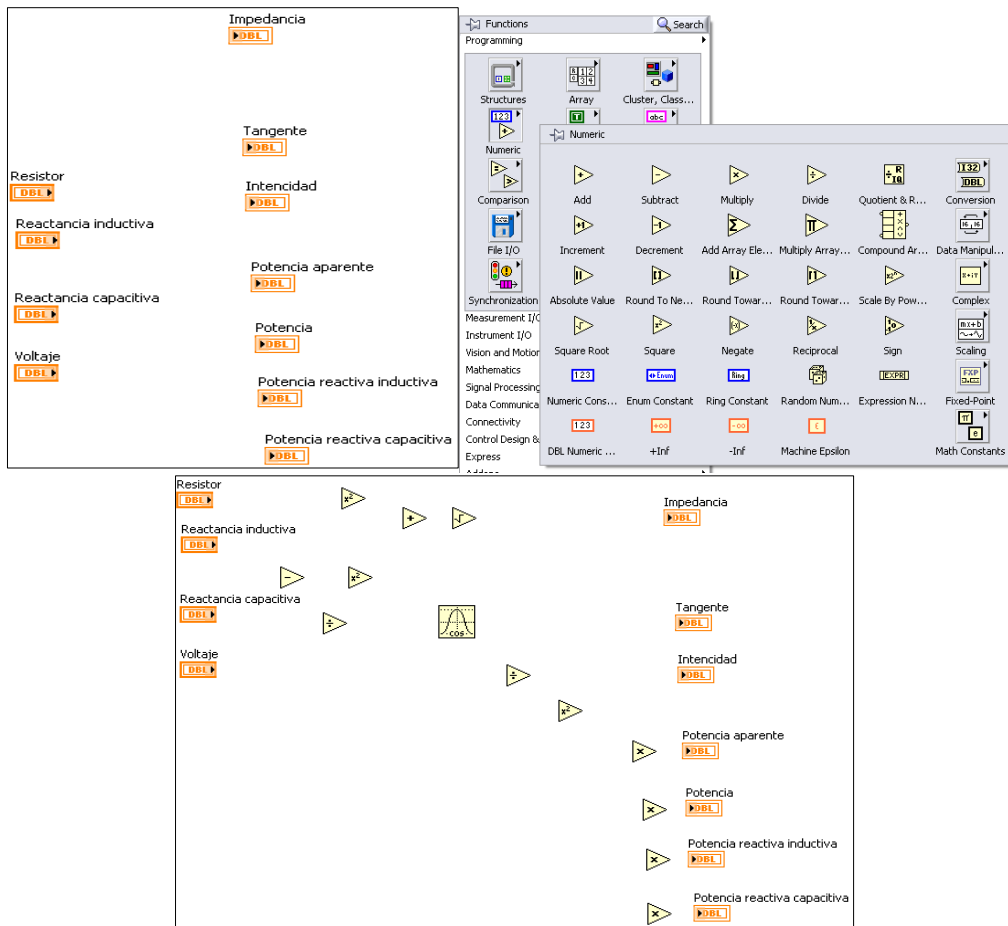 Impedancia
DBL
Tangente
DBL
Resistor
DBL
Intencidad
DBL
Reactancia inductiva
DBL
Potencia aparente
DBL
Reactancia capacitiva
DBL
Potencia
DBL
Voltaje
DBL
Potencia reactiva inductiva
DBL
Potencia reactiva capacitiva
DBL
Functions
Search
Programming
Structures
Array
Cluster, Class...
123
abc
Numeric
Comparison
File I/O
Synchronization
Measurement I/O
Instrument I/O
Vision and Motion
Mathematics
Signal Processing
Data Communica
Connectivity
Control Design &
Express
Numeric
Add
Subtract
Multiply
Divide
Quotient & R...
Conversion
Increment
Decrement
Add Array Ele...
Multiply Array...
Compound Ar...
Data Manipul...
Absolute Value
Round To Ne...
Round Towar...
Round Towar...
Scale By Pow...
Complex
Square Root
Square
Negate
Reciprocal
Sign
Scaling
Numeric Cons...
Enum Constant
Ring Constant
Random Num...
Expression N...
Fixed-Point
DBL Numeric ...
+Inf
-Inf
Machine Epsilon
Math Constants
Resistor
DBL
Impedancia
DBL
Reactancia inductiva
DBL
Reactancia capacitiva
DBL
cos
Tangente
DBL
Voltaje
DBL
Intencidad
DBL
Potencia aparente
DBL
Potencia
DBL
Potencia reactiva inductiva
DBL
Potencia reactiva capacitiva
DBL